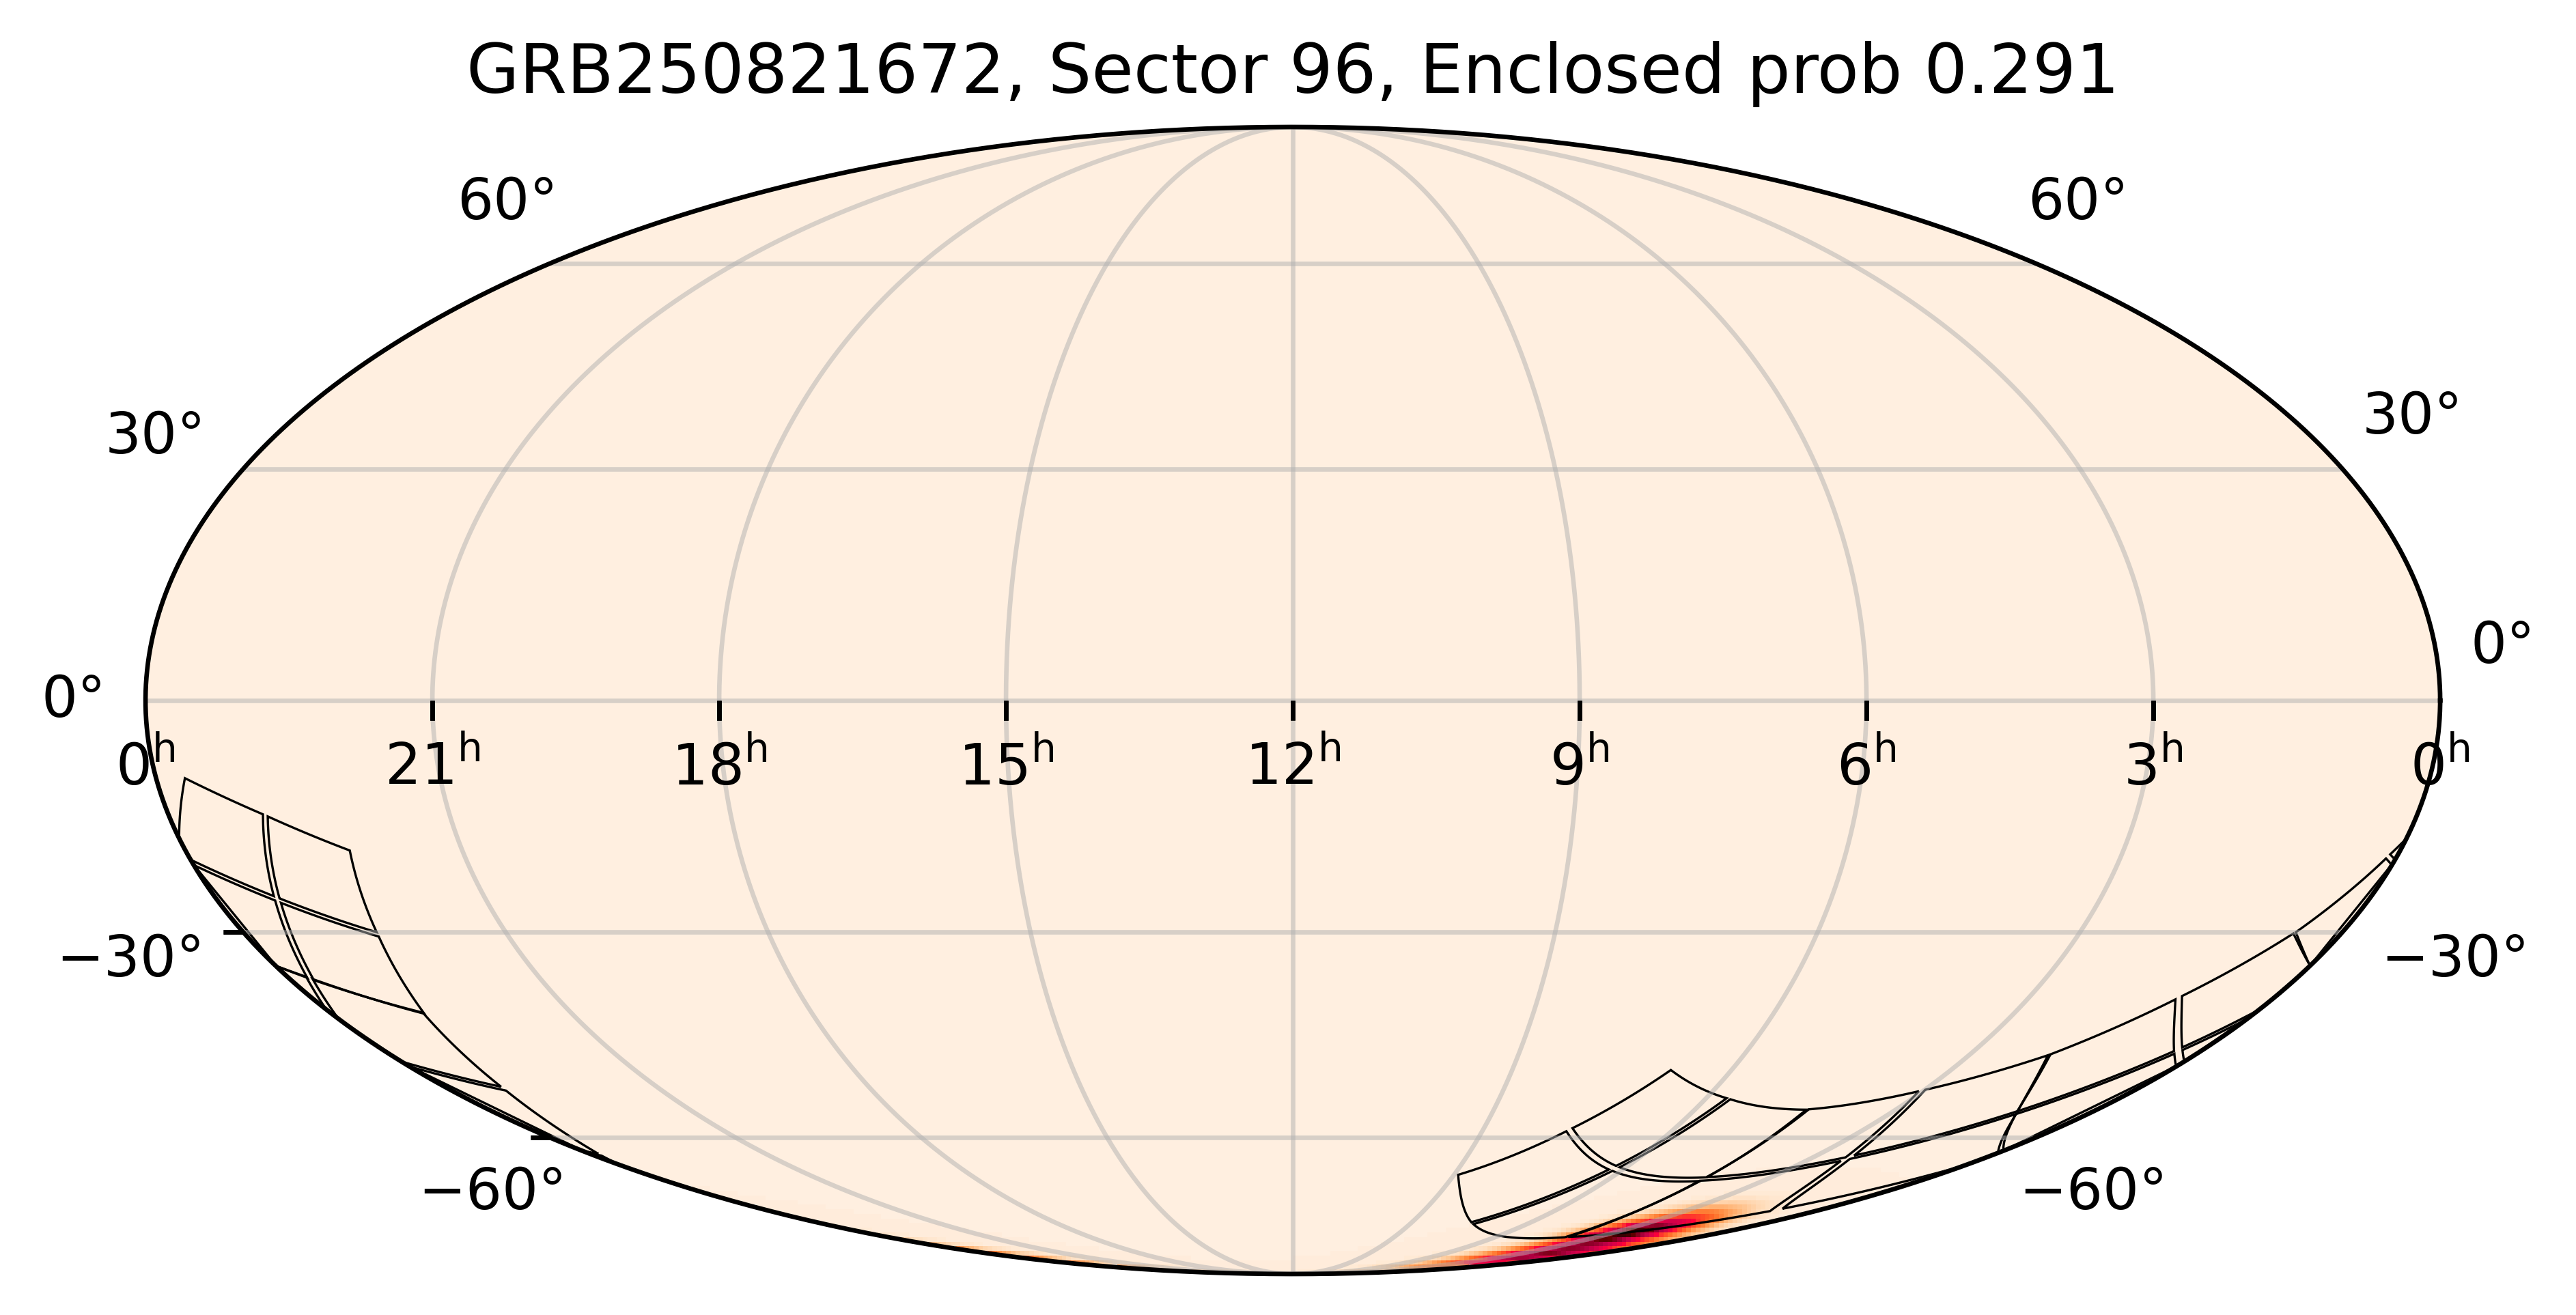 GRB250821672, Sector 96, Enclosed prob 0.291
60° 60°
30° 30°
0° 0°
0ʰ 21ʰ 18ʰ 15ʰ 12ʰ 9ʰ 6ʰ 3ʰ 0ʰ
−30° −30°
−60° −60°